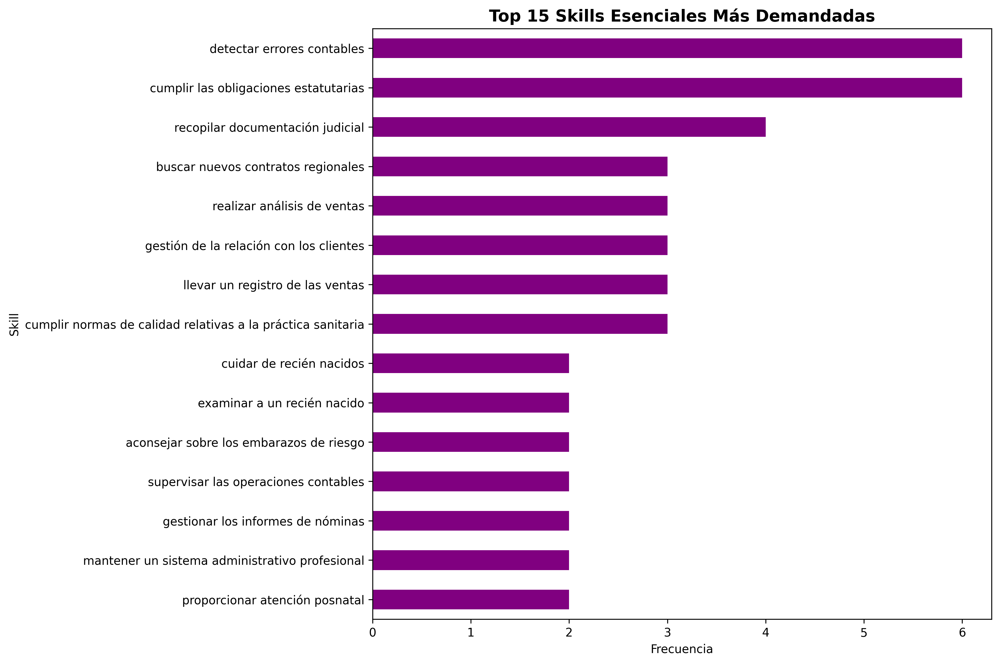 Top 15 Skills Esenciales Más Demandadas
detectar errores contables
cumplir las obligaciones estatutarias
recopilar documentación judicial
buscar nuevos contratos regionales
realizar análisis de ventas
gestión de la relación con los clientes
llevar un registro de las ventas
Skill
cumplir normas de calidad relativas a la práctica sanitaria
cuidar de recién nacidos
examinar a un recién nacido
aconsejar sobre los embarazos de riesgo
supervisar las operaciones contables
gestionar los informes de nóminas
mantener un sistema administrativo profesional
proporcionar atención posnatal
0 1 2 3 4 5 6
Frecuencia